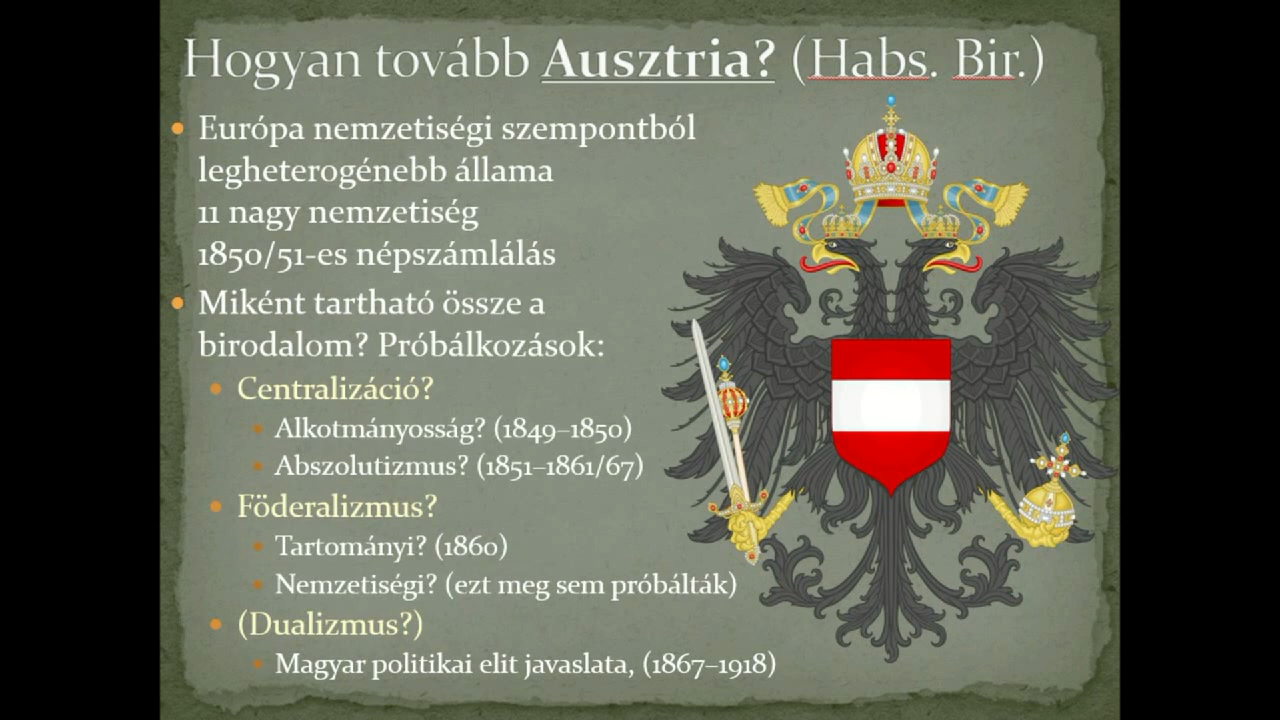 Hogyan tovább Ausztria? (Habs. Bir.)
Európa nemzetiségi szempontból
legheterogénebb állama
11 nagy nemzetiség
1850/51-es népszámlálás
Miként tartható össze a
birodalom? Próbálkozások:
Centralizáció?
Alkotmányosság? (1849–1850)
Abszolutizmus? (1851–1861/67)
Föderalizmus?
Tartományi? (1860)
Nemzetiségi? (ezt meg sem próbálták)
(Dualizmus?)
Magyar politikai elit javaslata, (1867–1918)